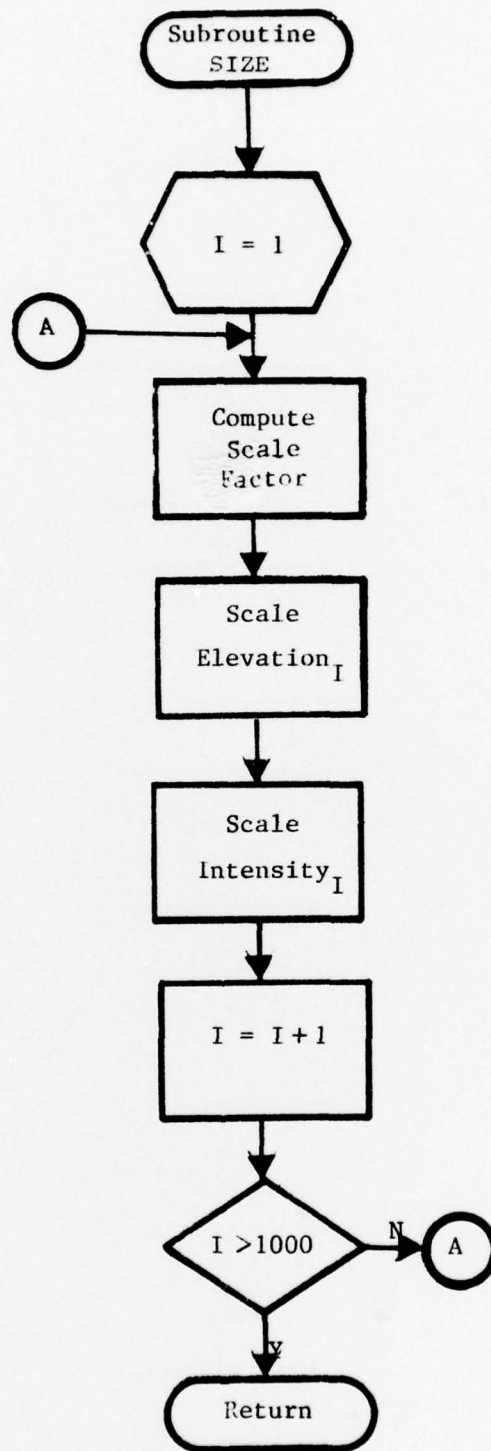 Subroutine
SIZE
I = 1
A
Compute
Scale
Factor
Scale
Elevation I
Scale
Intensity I
I = I+1
I >1000
N
A
Y
Return